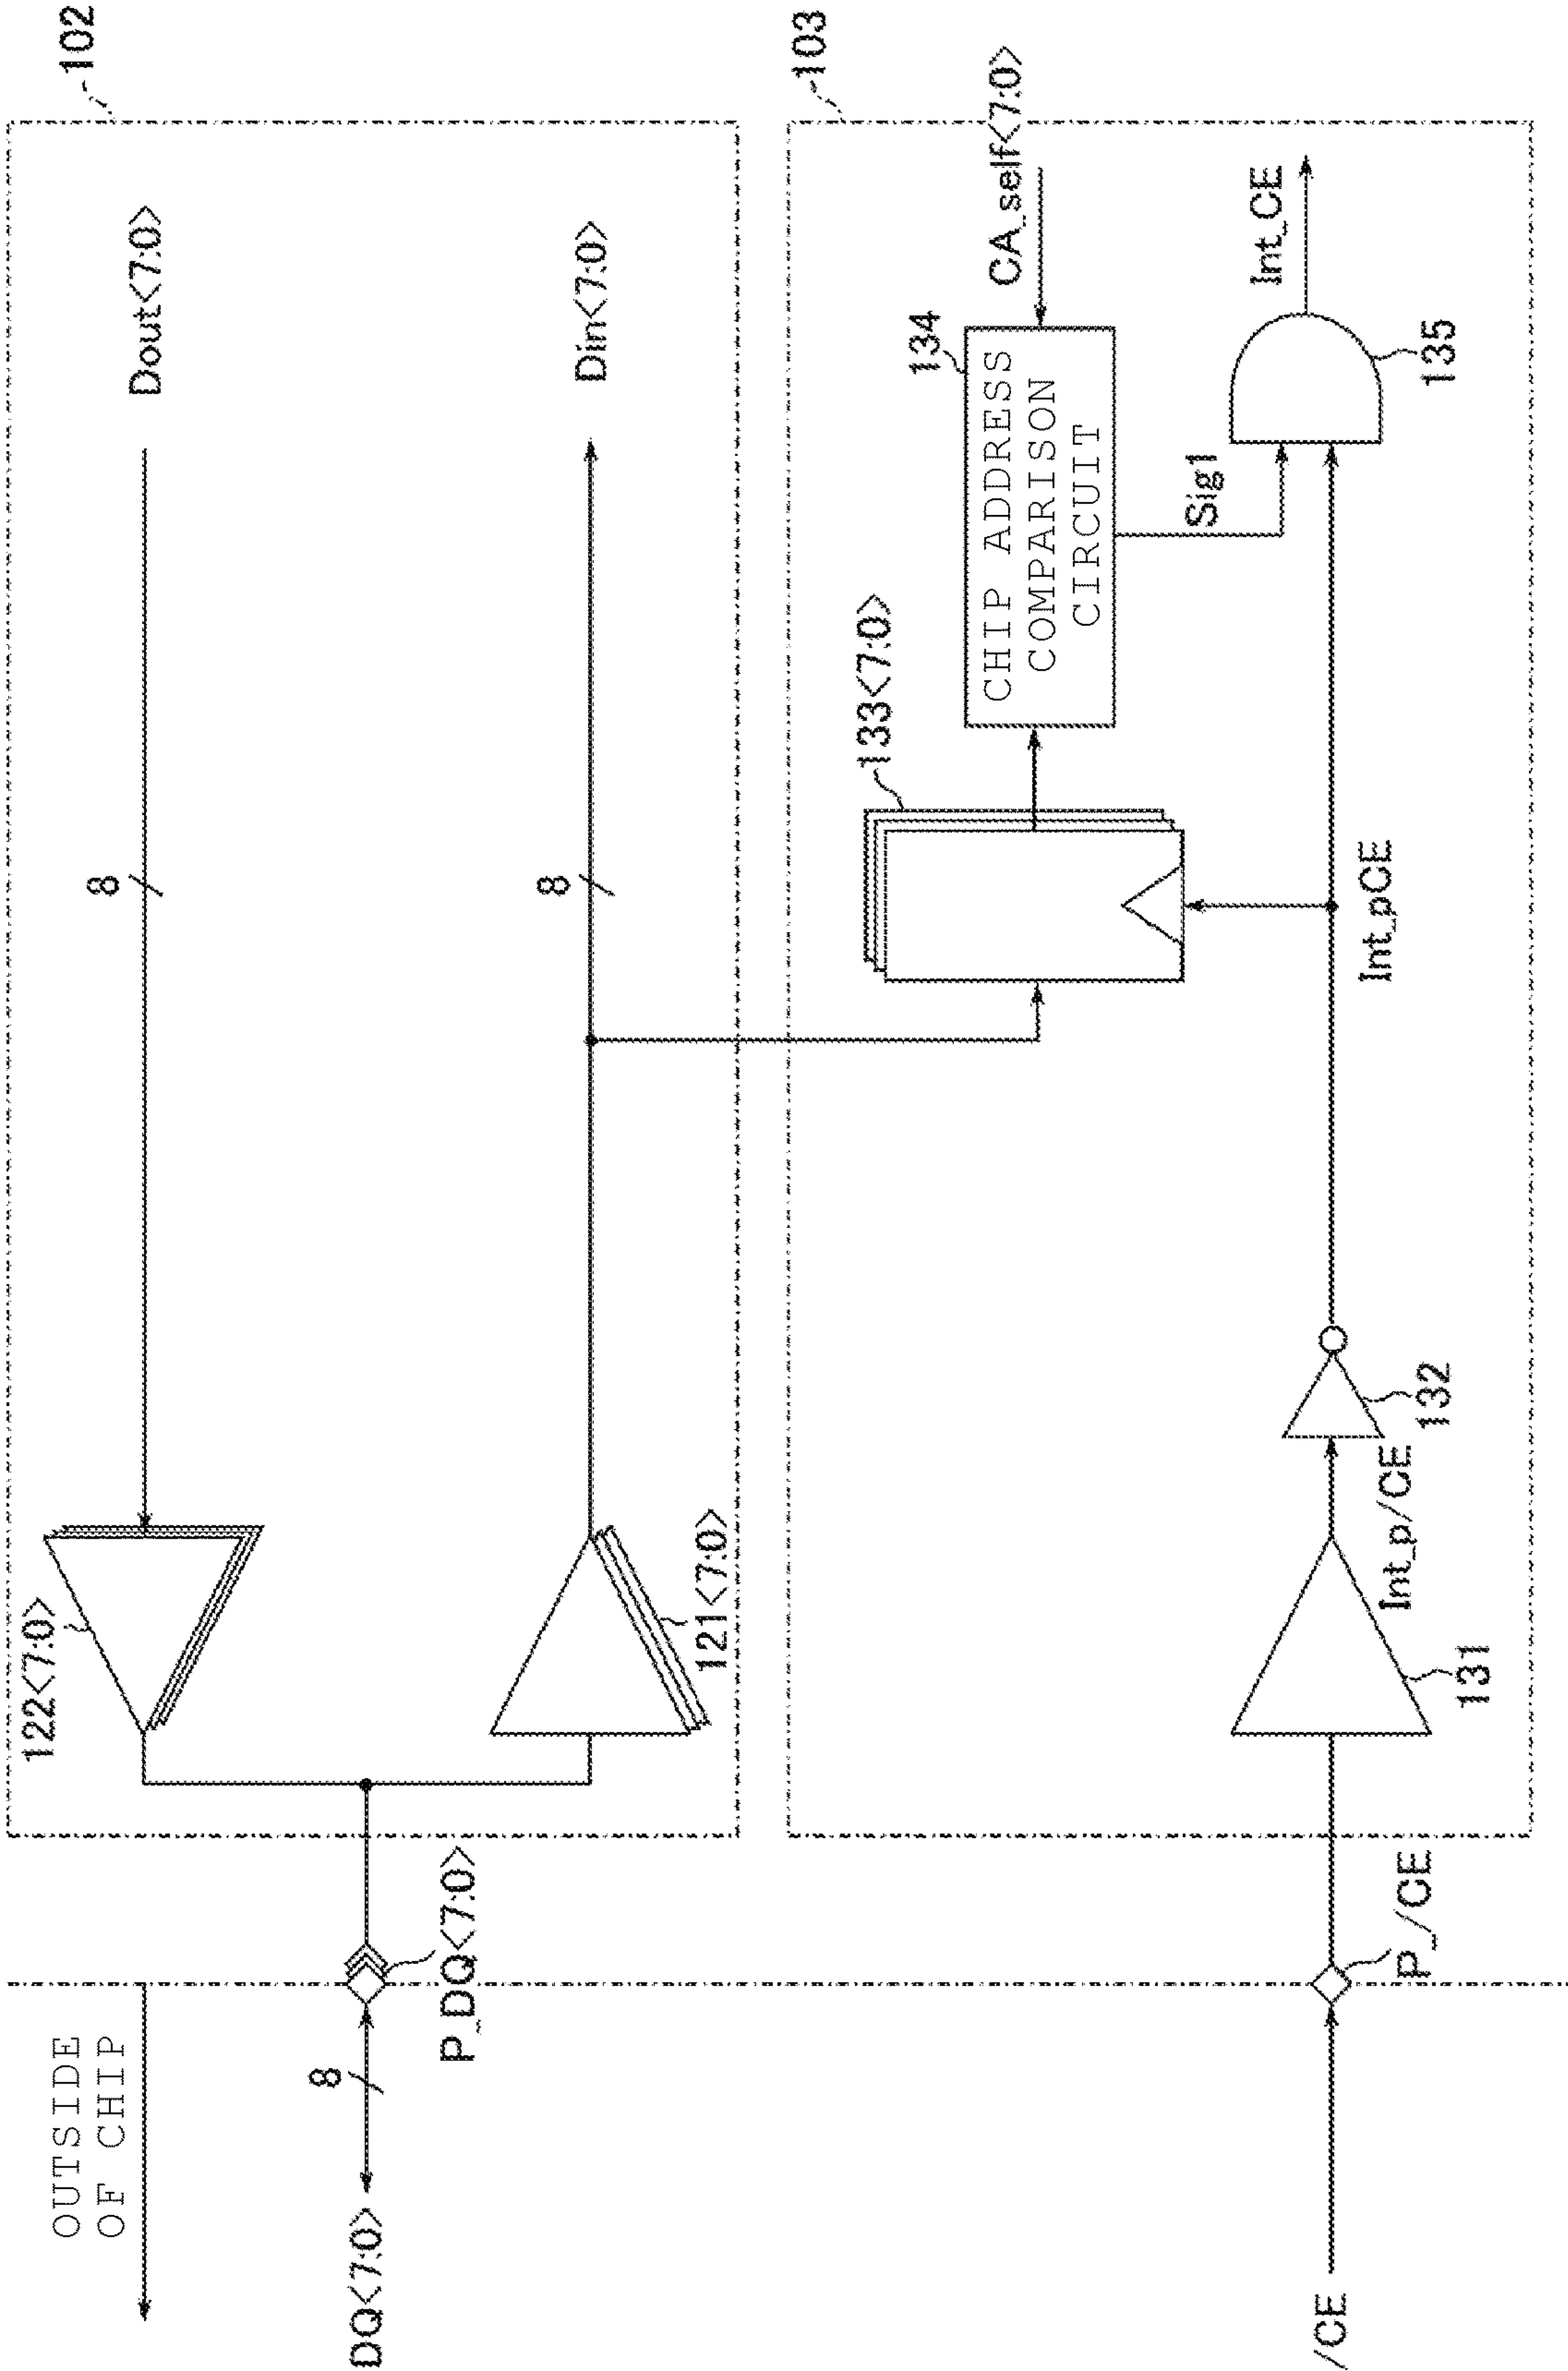 OUTSIDE
OF CHIP
122<7:0>
8
Dout<7:0>
102
DQ<7:0>
8
P_DQ<7:0>
121<7:0>
8
Din<7:0>
133<7:0>
134
CHIP ADDRESS
COMPARISON
CIRCUIT
CA_self<7:0>
103
Sig1
Int_CE
/CE
P_/CE
131
Int_p/CE
132
Int_pCE
135